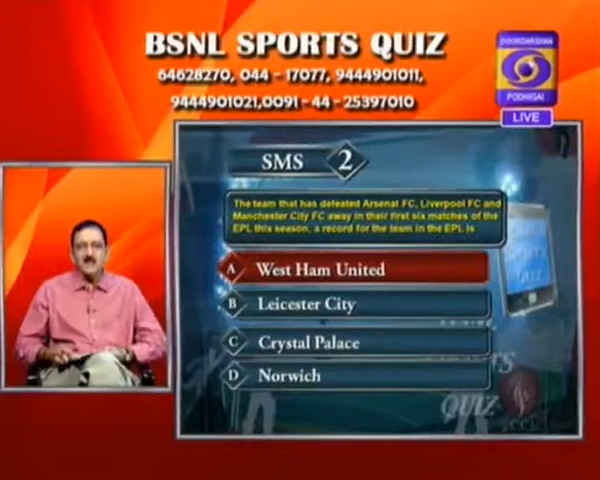 BSNL SPORTS QUIZ
64628270, 044 - 17077, 9444901011,
9444901021,0091 - 44 - 25397010
DOORDARSHAN
PODHIGAI
LIVE
SMS 2
The team that has defeated Arsenal FC, Liverpool FC and
Manchester City FC away in their first six matches of the
EPL this season, a record for the team in the EPL is
A West Ham United
B Leicester City
C Crystal Palace
D Norwich
QUIZ